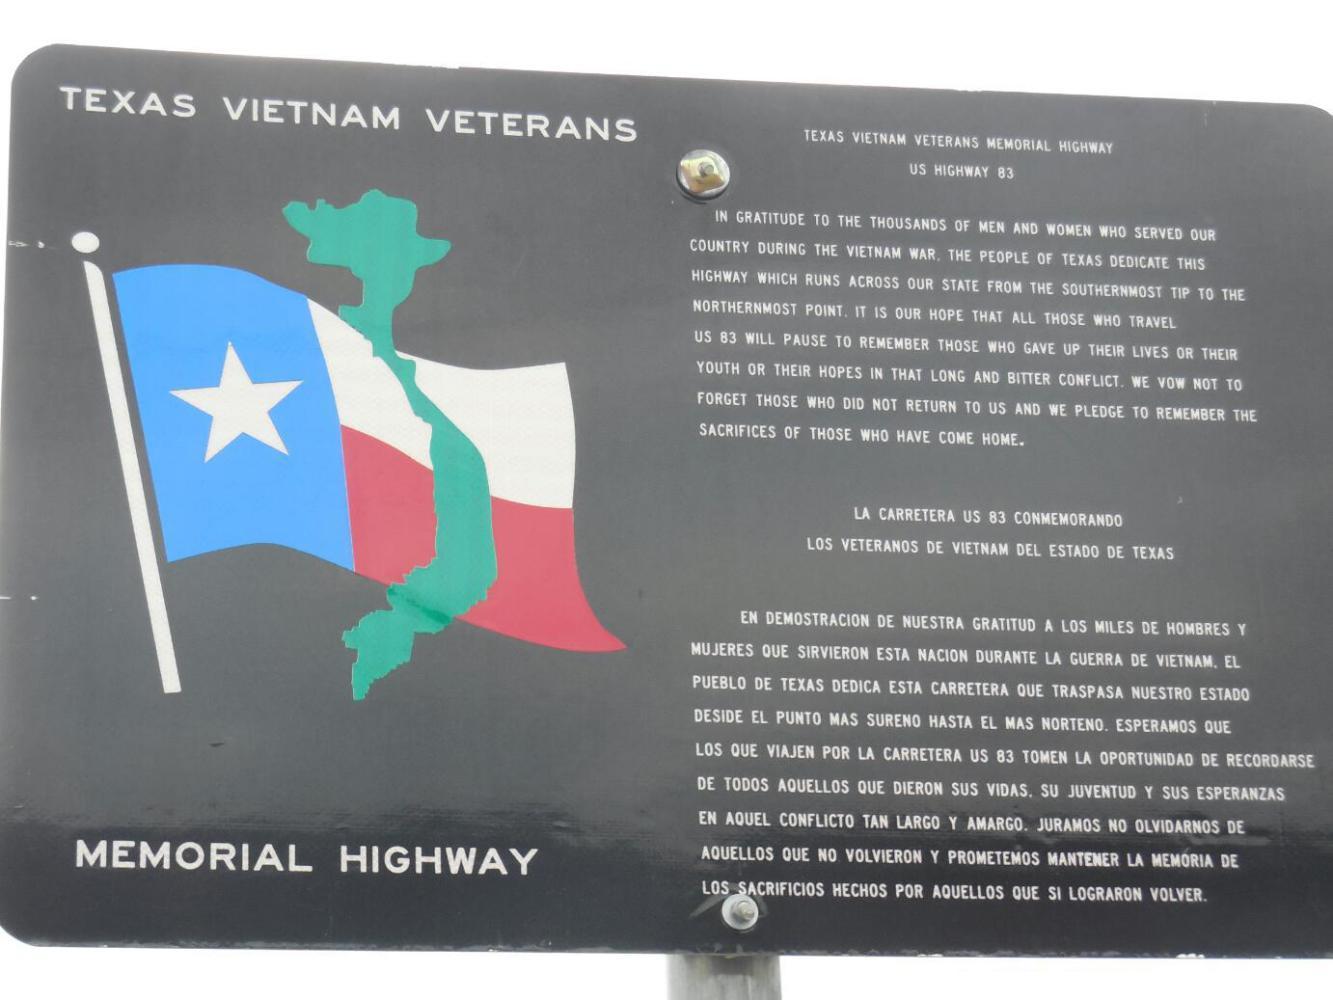 TEXAS VIETNAM VETERANS
MEMORIAL HIGHWAY
TEXAS VIETNAM VETERANS MEMORIAL HIGHWAY
US HIGHWAY 83
IN GRATITUDE TO THE THOUSANDS OF MEN AND WOMEN WHO SERVED OUR
COUNTRY DURING THE VIETNAM WAR, THE PEOPLE OF TEXAS DEDICATE THIS
HIGHWAY WHICH RUNS ACROSS OUR STATE FROM THE SOUTHERNMOST TIP TO THE
NORTHERNMOST POINT. IT IS OUR HOPE THAT ALL THOSE WHO TRAVEL
US 83 WILL PAUSE TO REMEMBER THOSE WHO GAVE UP THEIR LIVES OR THEIR
YOUTH OR THEIR HOPES IN THAT LONG AND BITTER CONFLICT. WE VOW NOT TO
FORGET THOSE WHO DID NOT RETURN TO US AND WE PLEDGE TO REMEMBER THE
SACRIFICES OF THOSE WHO HAVE COME HOME.
LA CARRETERA US 83 CONMEMORANDO
LOS VETERANOS DE VIETNAM DEL ESTADO DE TEXAS
EN DEMOSTRACION DE NUESTRA GRATITUD A LOS MILES DE HOMBRES Y
MUJERES QUE SIRVIERON ESTA NACION DURANTE LA GUERRA DE VIETNAM, EL
PUEBLO DE TEXAS DEDICA ESTA CARRETERA QUE TRASPASA NUESTRO ESTADO
DESIDE EL PUNTO MAS SURENO HASTA EL MAS NORTENO. ESPERAMOS QUE
LOS QUE VIAJEN POR LA CARRETERA US 83 TOMEN LA OPORTUNIDAD DE RECORDARSE
DE TODOS AQUELLOS QUE DIERON SUS VIDAS, SU JUVENTUD Y SUS ESPERANZAS
EN AQUEL CONFLICTO TAN LARGO Y AMARGO. JURAMOS NO OLVIDARNOS DE
AQUELLOS QUE NO VOLVIERON Y PROMETEMOS MANTENER LA MEMORIA DE
LOS SACRIFICIOS HECHOS POR AQUELLOS QUE SI LOGRARON VOLVER.